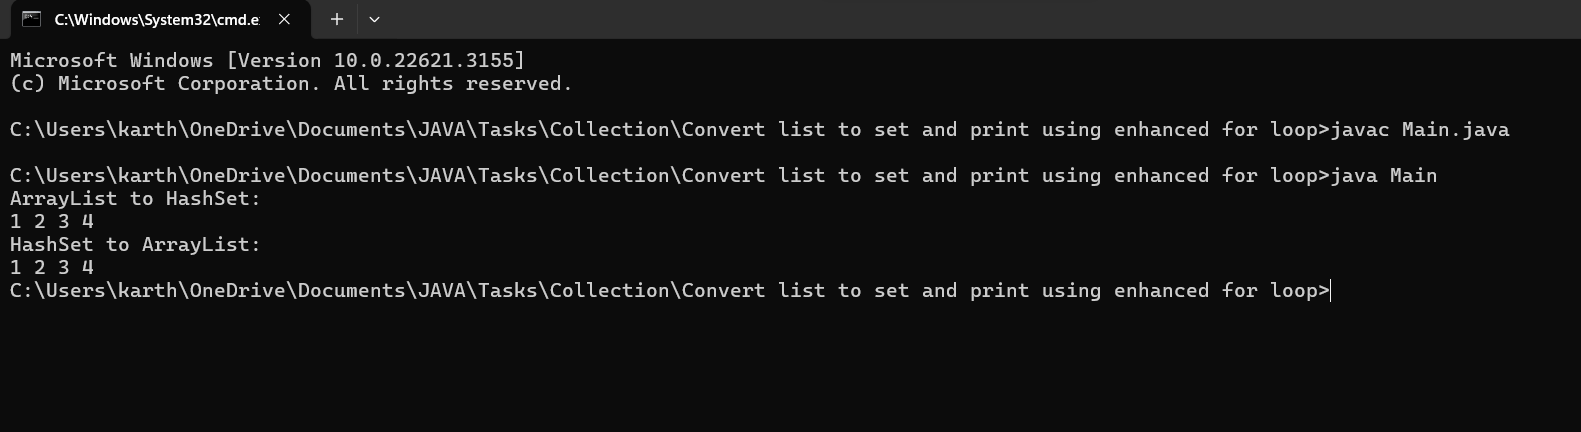 C:\Windows\System32\cmd.e
Microsoft Windows [Version 10.0.22621.3155]
(c) Microsoft Corporation. All rights reserved.
C:\Users\karth\OneDrive\Documents\JAVA\Tasks\Collection\Convert list to set and print using enhanced for loop>javac Main.java
C:\Users\karth\OneDrive\Documents\JAVA\Tasks\Collection\Convert list to set and print using enhanced for loop>java Main
ArrayList to HashSet:
1 2 3 4
HashSet to ArrayList:
1 2 3 4
C:\Users\karth\OneDrive\Documents\JAVA\Tasks\Collection\Convert list to set and print using enhanced for loop>